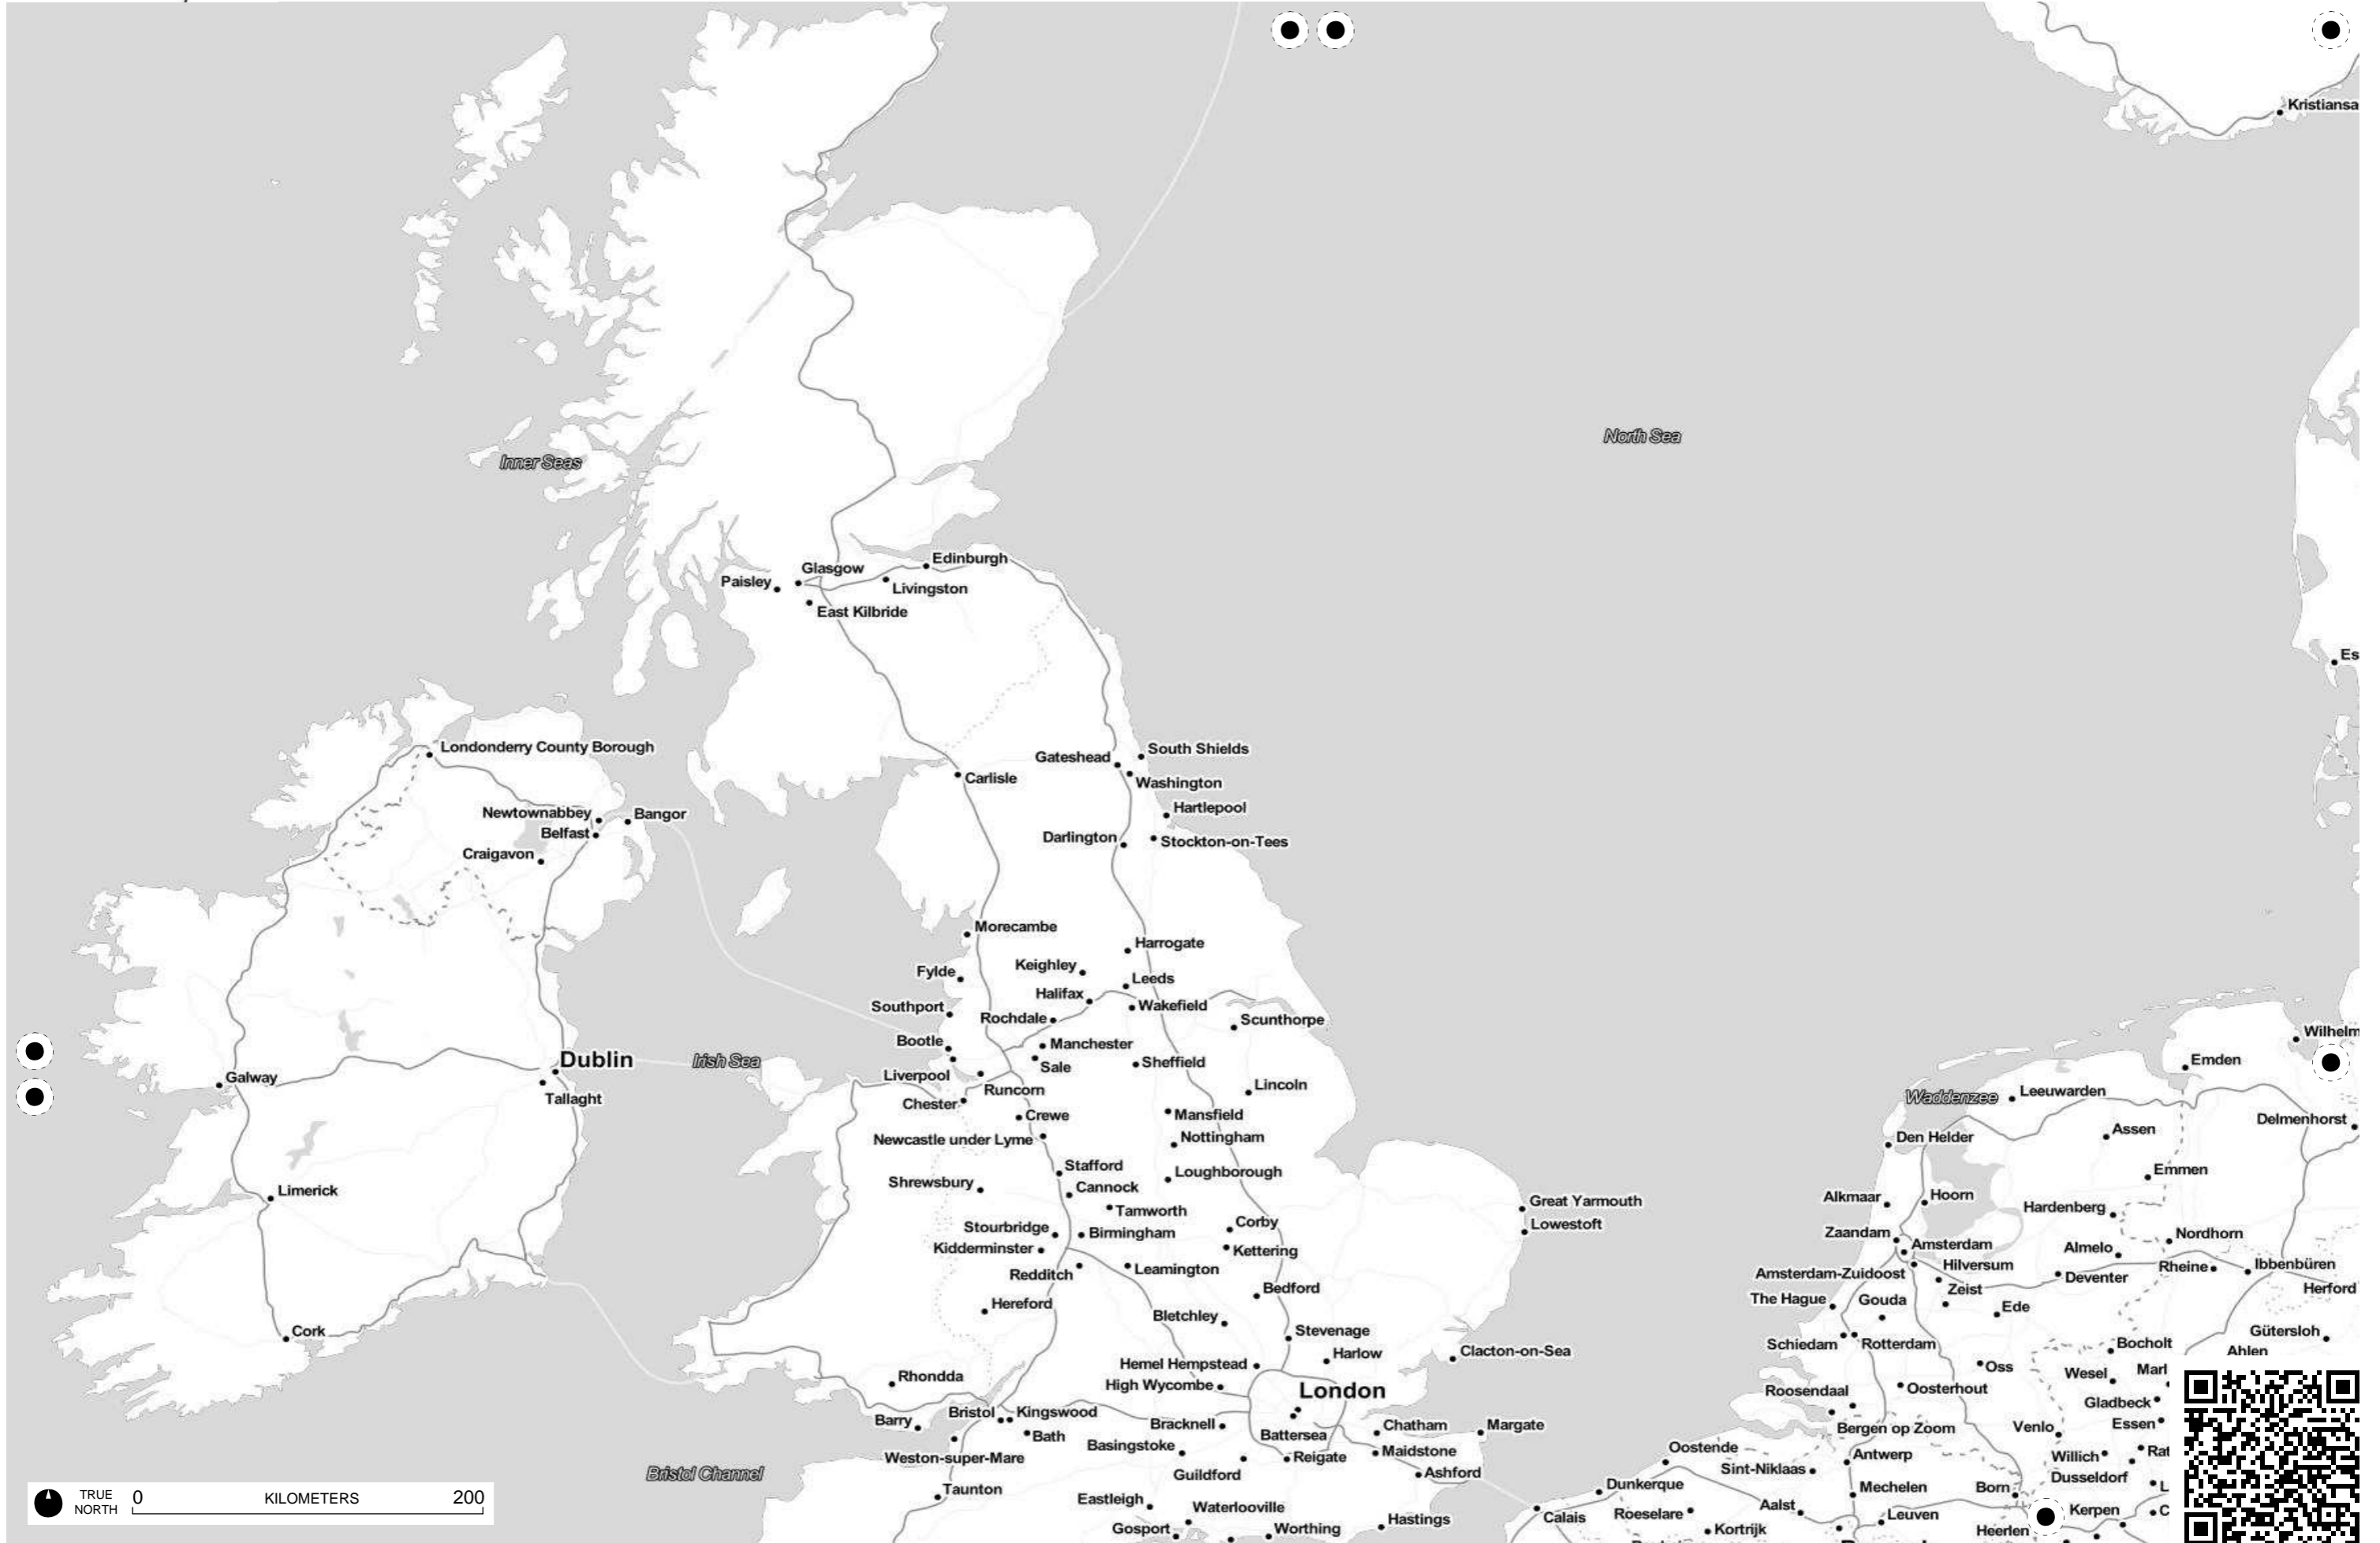 Kristiansa
North Sea
Inner Seas
Edinburgh
Glasgow
Paisley
Livingston
East Kilbride
Es
Londonderry County Borough
South Shields
Gateshead
Carlisle
Washington
Hartlepool
Newtownabbey
Bangor
Belfast
Darlington
Stockton-on-Tees
Craigavon
Morecambe
Harrogate
Keighley
Fylde
Leeds
Halifax
Southport
Wakefield
Rochdale
Scunthorpe
Wilhelm
Bootle
Manchester
Dublin
Irish Sea
Sheffield
Emden
Sale
Liverpool
Galway
Runcorn
Lincoln
Leeuwarden
Waddenzee
Tallaght
Chester
Crewe
Mansfield
Delmenhorst
Assen
Newcastle under Lyme
Nottingham
Den Helder
Stafford
Loughborough
Emmen
Shrewsbury
Cannock
Limerick
Alkmaar
Hoorn
Great Yarmouth
Hardenberg
Tamworth
Corby
Lowestoft
Stourbridge
Birmingham
Zaandam
Nordhorn
Kidderminster
Kettering
Amsterdam
Almelo
Redditch
Leamington
Hilversum
Ibbenbüren
Rheine
Amsterdam-Zuidoost
Deventer
Bedford
Zeist
Herford
The Hague
Gouda
Hereford
Ede
Bletchley
Cork
Stevenage
Gütersloh
Schiedam
Rotterdam
Bocholt
Harlow
Clacton-on-Sea
Ahlen
Hemel Hempstead
Oss
Marl
Wesel
Rhondda
High Wycombe
London
Roosendaal
Oosterhout
Gladbeck
Bristol
Kingswood
Barry
Bracknell
Chatham
Margate
Essen
Bergen op Zoom
Venlo
Bath
Battersea
Basingstoke
Oostende
Maidstone
Rat
Weston-super-Mare
Reigate
Antwerp
Willich
Sint-Niklaas
Bristol Channel
Guildford
Ashford
Dusseldorf
Dunkerque
Taunton
Mechelen
Born
L
TRUE NORTH
0 KILOMETERS 200
Eastleigh
Waterlooville
Aalst
Kerpen
C
Roeselare
Leuven
Calais
Hastings
Gosport
Worthing
Kortrijk
Heerlen